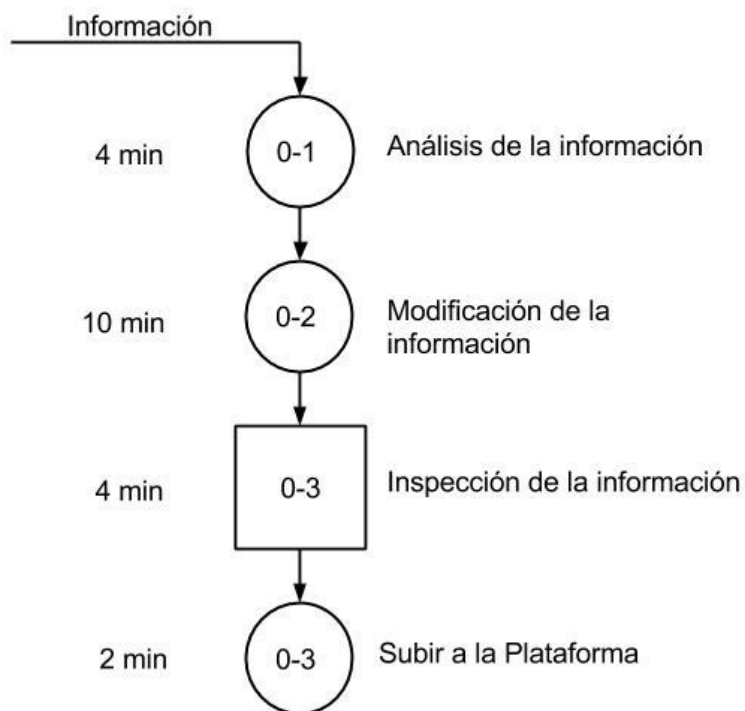 Información
4 min
0-1
Análisis de la información
10 min
0-2
Modificación de la
información
4 min
0-3
Inspección de la información
2 min
0-3
Subir a la Plataforma